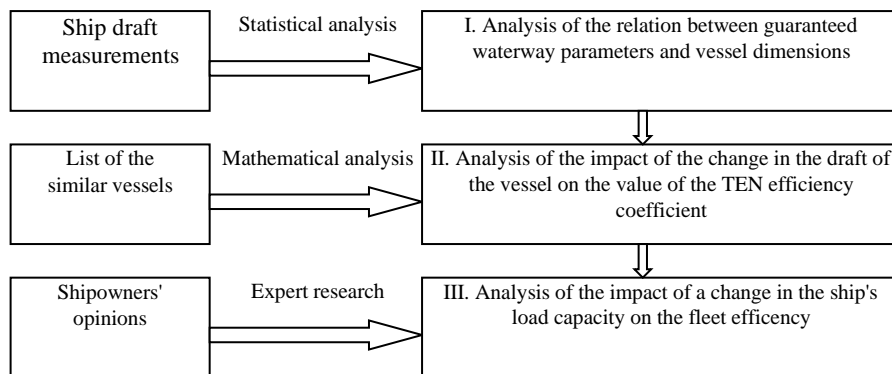 Ship draft
measurements
Statistical analysis
I. Analysis of the relation between guaranteed
waterway parameters and vessel dimensions
List of the
similar vessels
Mathematical analysis
II. Analysis of the impact of the change in the draft of
the vessel on the value of the TEN efficiency
coefficient
Shipowners'
opinions
Expert research
III. Analysis of the impact of a change in the ship's
load capacity on the fleet efficency